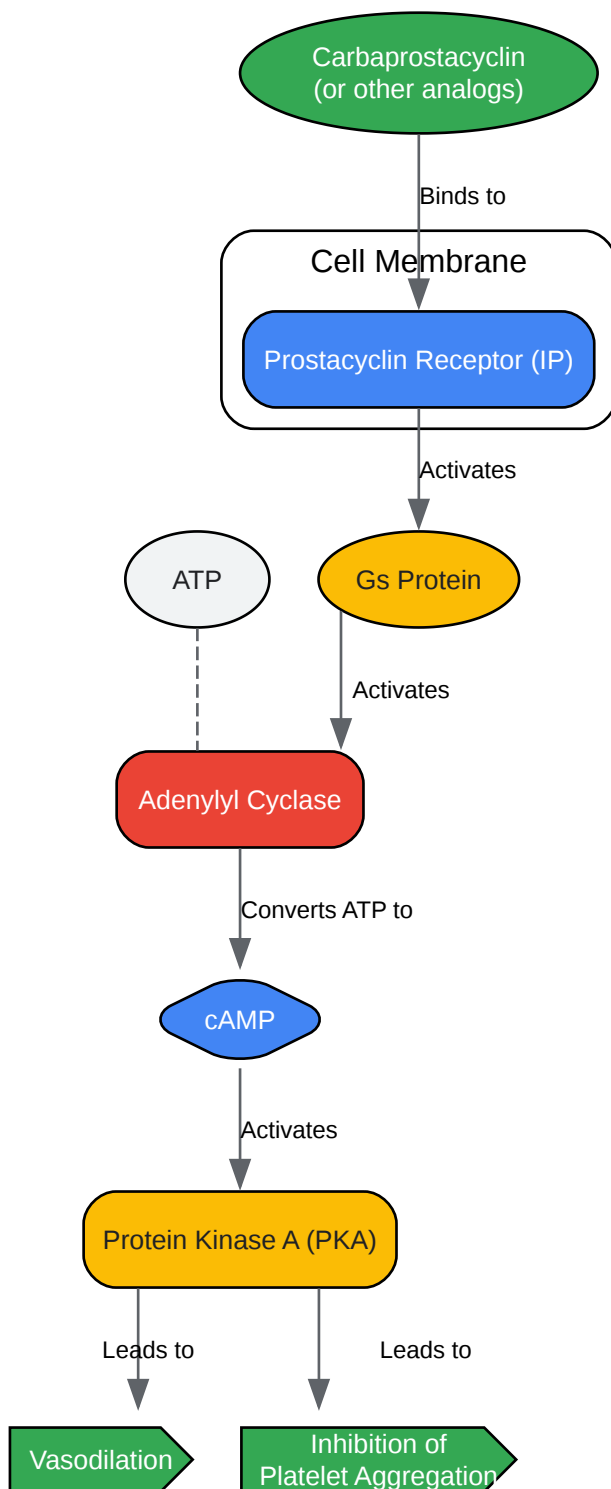 Carbaprostacyclin
(or other analogs)
Binds to
Cell Membrane
Prostacyclin Receptor (IP)
Activates
ATP
Gs Protein
Activates
Adenylyl Cyclase
Converts ATP to
cAMP
Activates
Protein Kinase A (PKA)
Leads to
Leads to
Vasodilation
Inhibition of
Platelet Aggregation